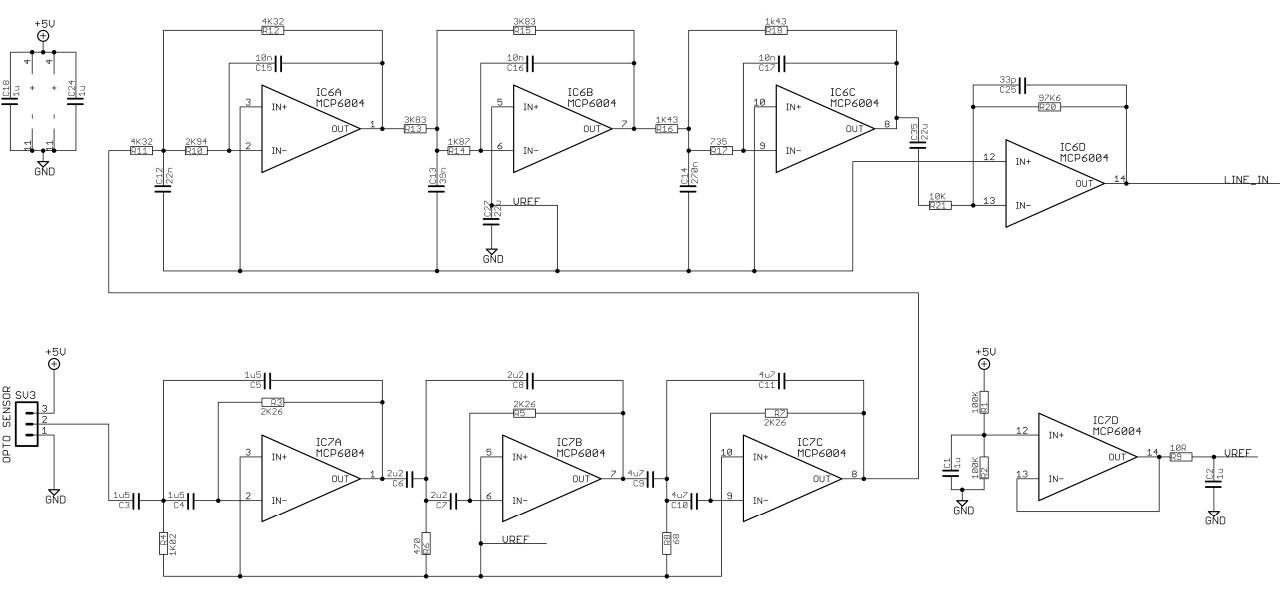 +5V
4
4
C18
1u
C24
1u
11
11
GND
4K32
R12
10n
C15
IC6A
MCP6004
3
IN+
OUT
1
2
IN-
4K32
R11
2K94
R10
C12
22n
3K83
R15
10n
C16
IC6B
MCP6004
5
IN+
OUT
7
6
IN-
3K83
R13
1K87
R14
C13
39n
C27
22u
VREF
GND
1k43
R18
10n
C17
IC6C
MCP6004
10
IN+
OUT
8
9
IN-
1K43
R16
735
R17
C14
270n
C35
22u
33p
C25
97K6
R20
IC6D
MCP6004
12
IN+
OUT
14
13
IN-
10K
R21
LINE_IN
OPTO SENSOR
SV3
+5V
3
2
1
GND
1u5
C5
R3
2K26
IC7A
MCP6004
3
IN+
OUT
1
2
IN-
1u5
C3
1u5
C4
R4
1K02
2u2
C8
2K26
R5
IC7B
MCP6004
5
IN+
OUT
7
6
IN-
2u2
C6
2u2
C7
470
R6
VREF
4u7
C11
R7
2K26
IC7C
MCP6004
10
IN+
OUT
8
9
IN-
4u7
C9
4u7
C10
R8
68
+5V
100K
R1
100K
R2
C1
1u
GND
IC7D
MCP6004
12
IN+
OUT
14
13
IN-
10R
R9
VREF
C2
1u
GND